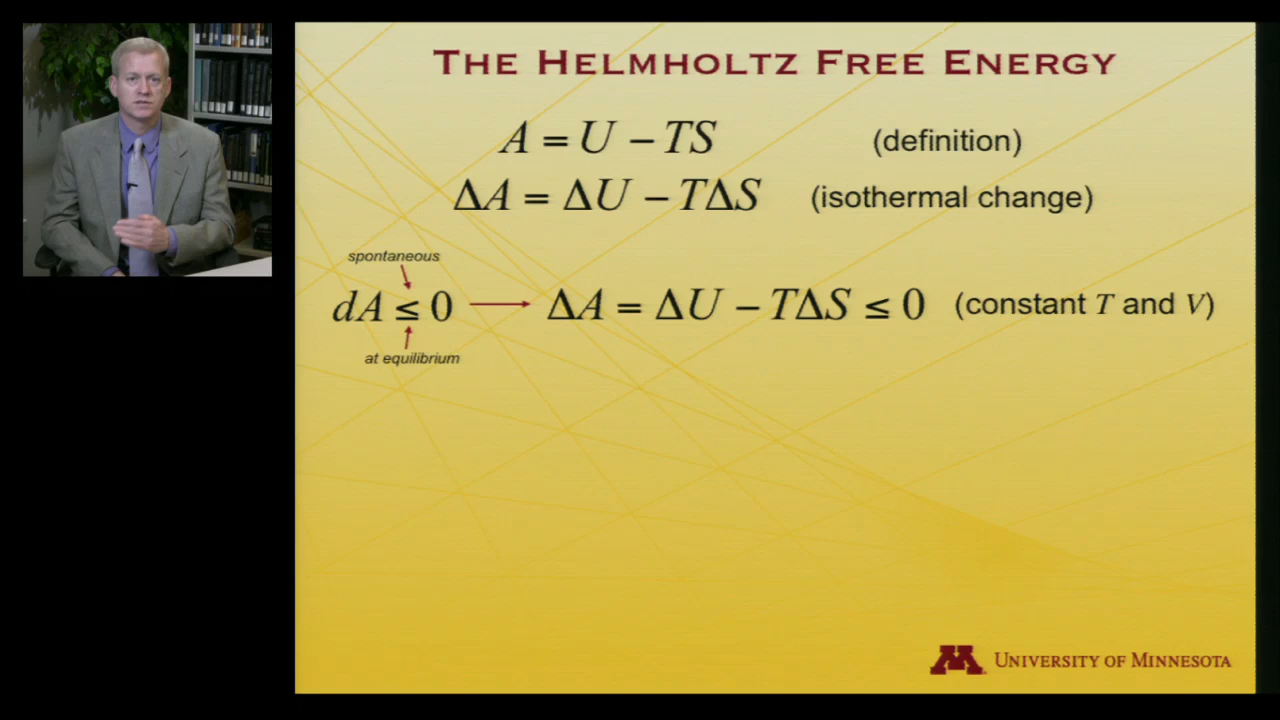 THE HELMHOLTZ FREE ENERGY
A = U − TS (definition)
ΔA = ΔU − TΔS (isothermal change)
spontaneous
dA ≤ 0 → ΔA = ΔU − TΔS ≤ 0 (constant T and V)
at equilibrium
M UNIVERSITY OF MINNESOTA